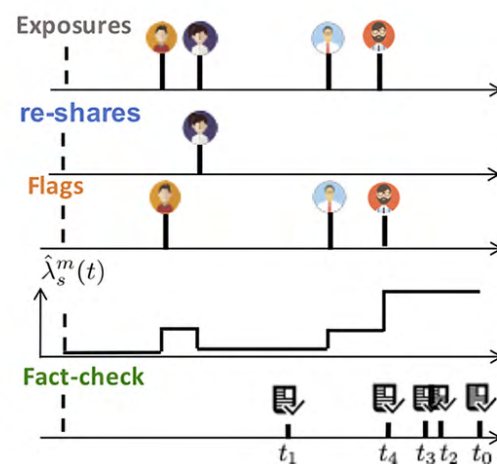 Exposures
re-shares
Flags
λ̂ₛᵐ(t)
Fact-check
t₁ t₄ t₃ t₂ t₀